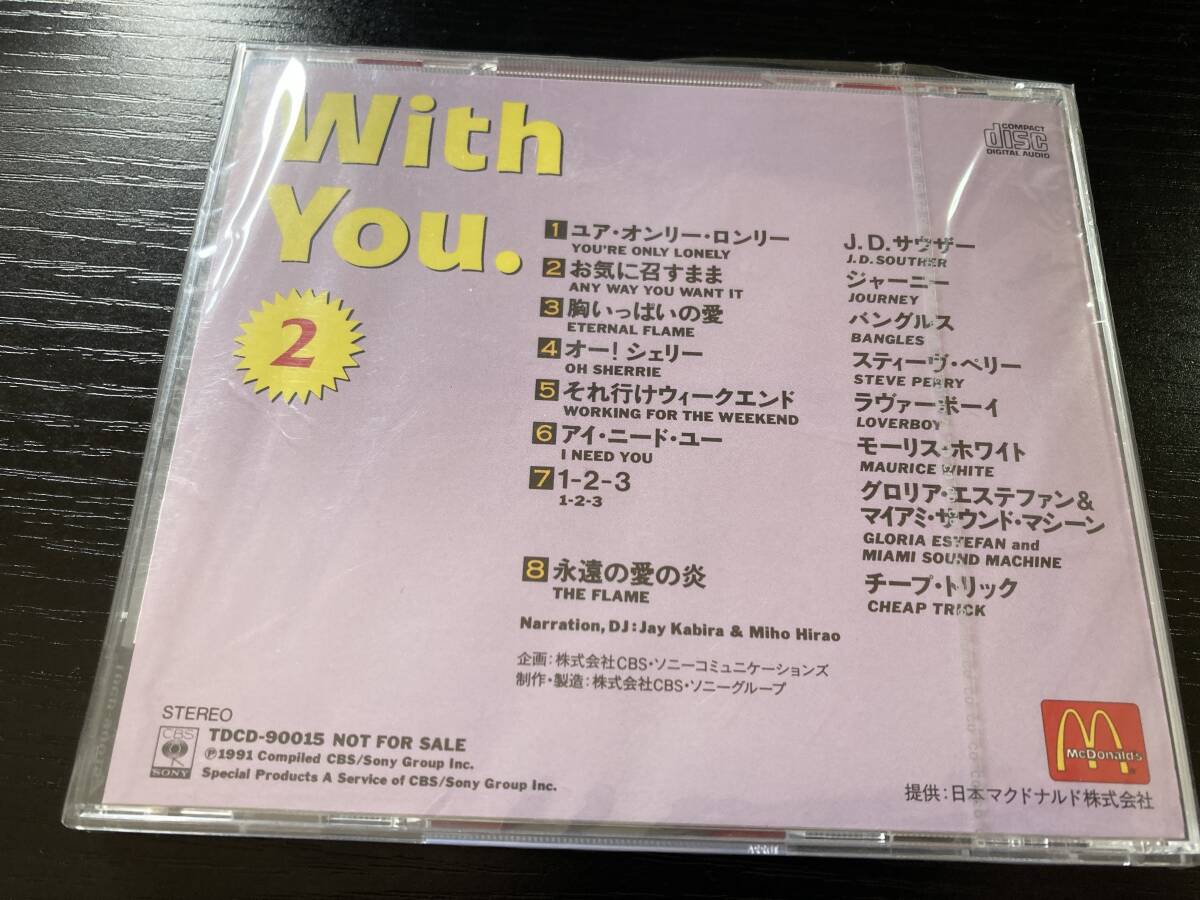 With
You.
2
COMPACT
disc
DIGITAL AUDIO
1 ユア・オンリー・ロンリー J.D.サウザー
YOU'RE ONLY LONELY J.D.SOUTHER
2 お気に召すまま ジャーニー
ANY WAY YOU WANT IT JOURNEY
3 胸いっぱいの愛 バングルス
ETERNAL FLAME BANGLES
4 オー!シェリー スティーヴ・ペリー
OH SHERRIE STEVE PERRY
5 それ行けウィークエンド ラヴァーボーイ
WORKING FOR THE WEEKEND LOVERBOY
6 アイ・ニード・ユー モーリス・ホワイト
I NEED YOU MAURICE WHITE
7 1-2-3 グロリア・エステファン&
1-2-3 マイアミ・サウンド・マシーン
GLORIA ESTEFAN and
MIAMI SOUND MACHINE
8 永遠の愛の炎 チープ・トリック
THE FLAME CHEAP TRICK
Narration, DJ:Jay Kabira & Miho Hirao
企画:株式会社CBS・ソニーコミュニケーションズ
制作・製造:株式会社CBS・ソニーグループ
STEREO
CBS
SONY
TDCD-90015 NOT FOR SALE
℗1991 Compiled CBS/Sony Group Inc.
Special Products A Service of CBS/Sony Group Inc.
McDonald's
提供:日本マクドナルド株式会社